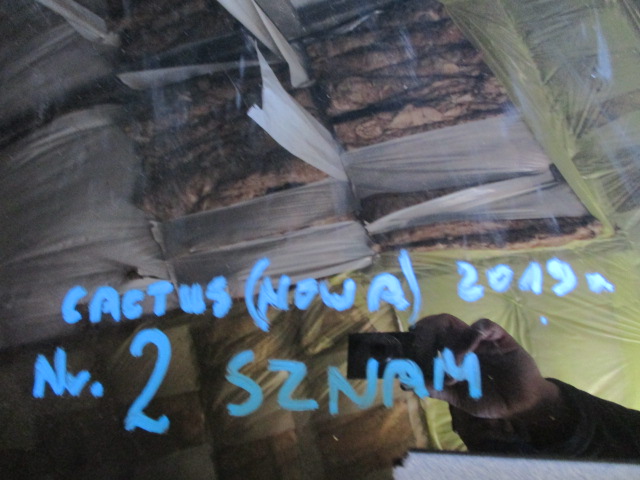 CACTUS (NOWA) 2019r
Nr. 2 SZNAM